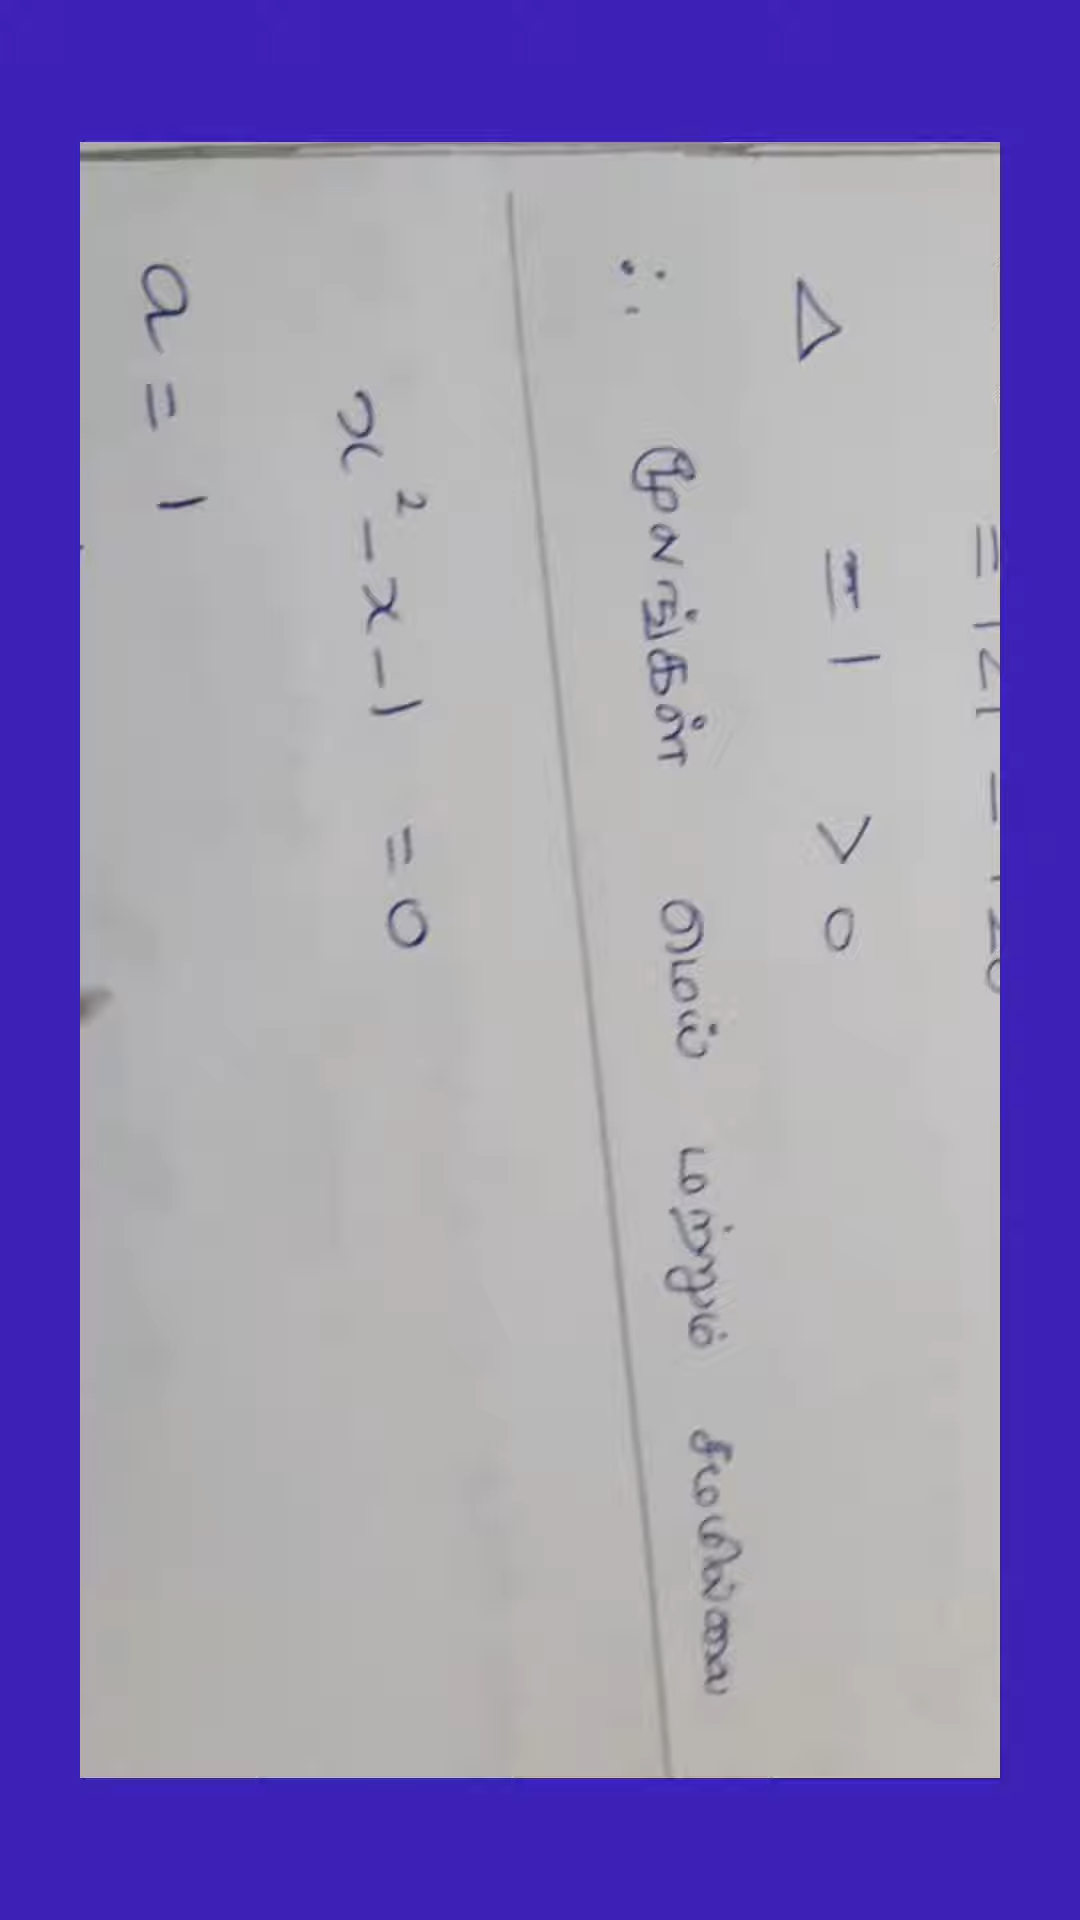 = 121 - 120
Δ = 1 > 0
∴ மூலங்கள் மெய் மற்றும் சமமில்லை
x² - x - 1 = 0
a = 1